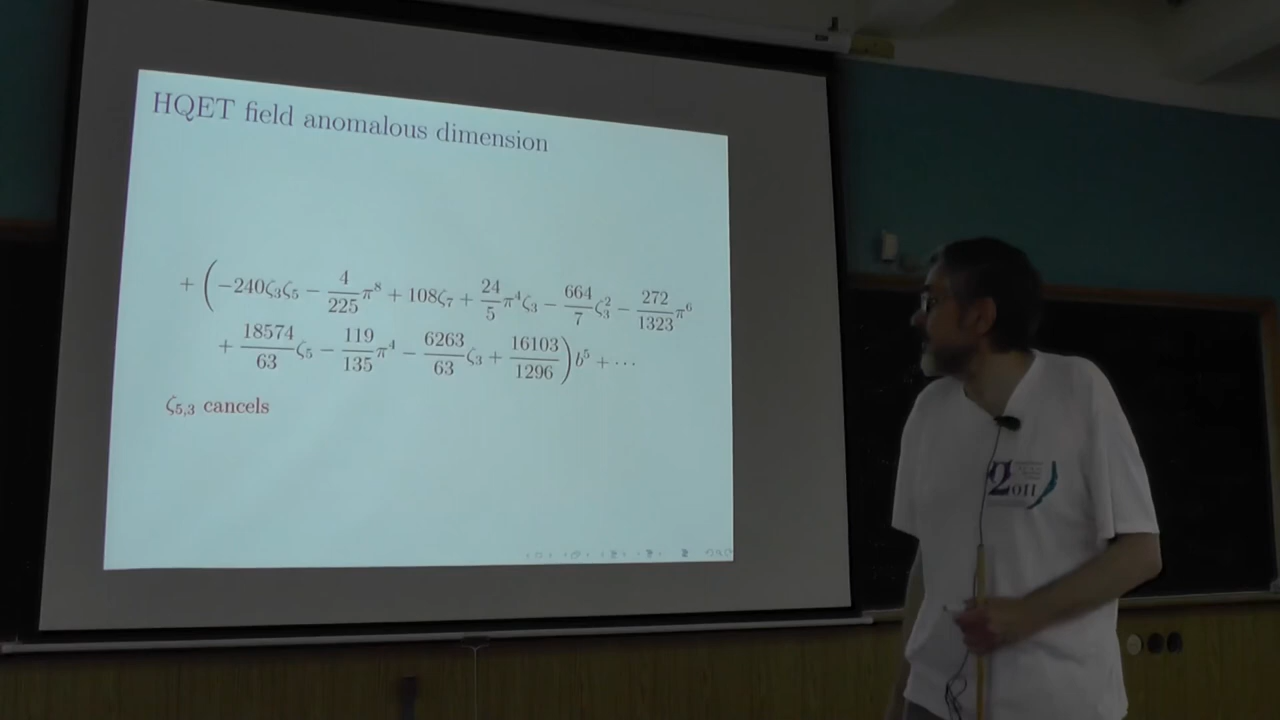 HQET field anomalous dimension
+ (−240ζ₃ζ₅ − 4/225 π⁸ + 108ζ₇ + 24/5 π⁴ζ₃ − 664/7 ζ₃² − 272/1323 π⁶
+ 18574/63 ζ₅ − 119/135 π⁴ − 6263/63 ζ₃ + 16103/1296) b⁵ + ⋯
ζ₅,₃ cancels
2011